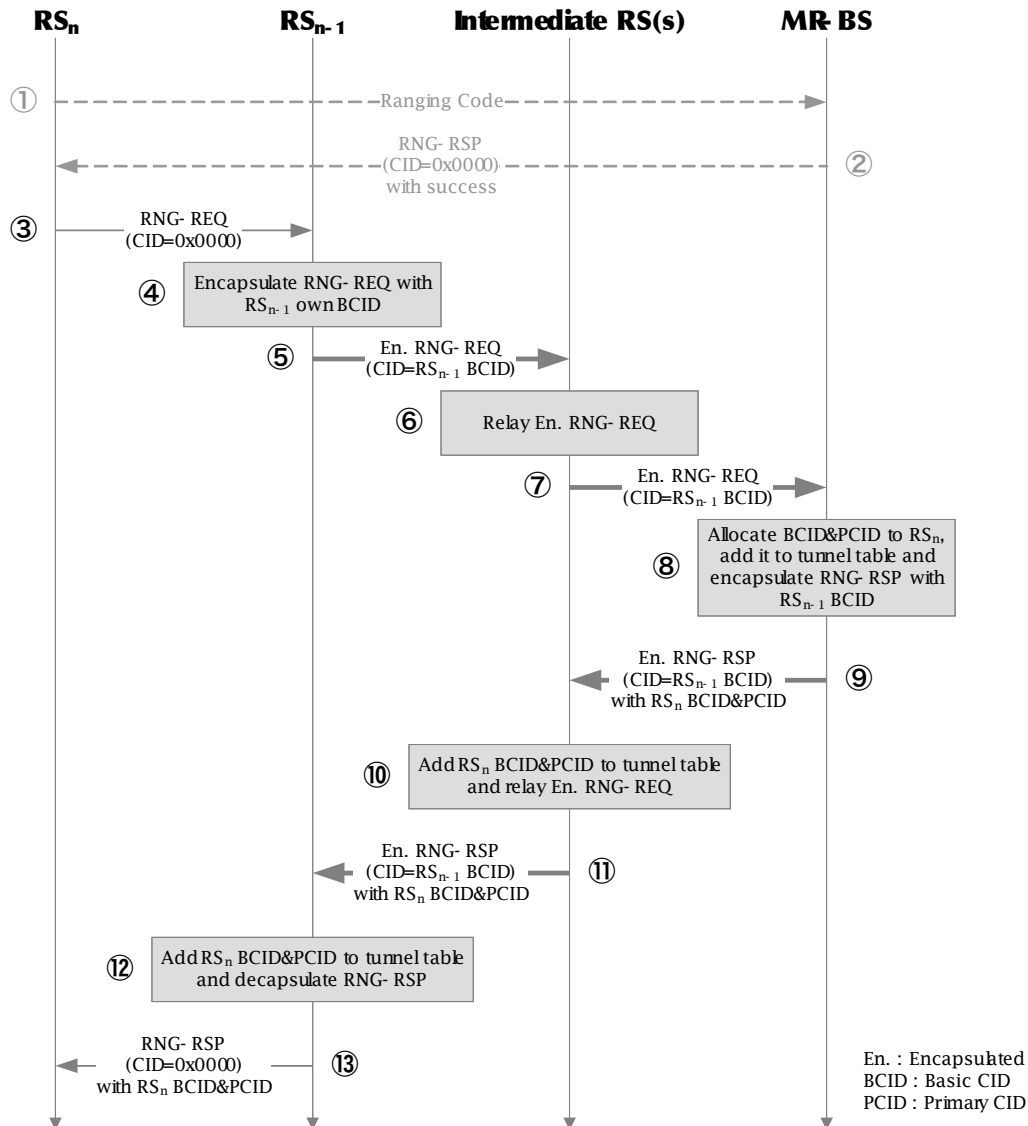 RSn RSn-1 Intermediate RS(s) MR-BS
① Ranging Code
RNG-RSP
(CID=0x0000)
with success
②
③ RNG-REQ
(CID=0x0000)
④ Encapsulate RNG-REQ with
RSn-1 own BCID
⑤ En. RNG-REQ
(CID=RSn-1 BCID)
⑥ Relay En. RNG-REQ
⑦ En. RNG-REQ
(CID=RSn-1 BCID)
⑧ Allocate BCID&PCID to RSn,
add it to tunnel table and
encapsulate RNG-RSP with
RSn-1 BCID
En. RNG-RSP
(CID=RSn-1 BCID)
with RSn BCID&PCID
⑨
⑩ Add RSn BCID&PCID to tunnel table
and relay En. RNG-REQ
En. RNG-RSP
(CID=RSn-1 BCID)
with RSn BCID&PCID
⑪
⑫ Add RSn BCID&PCID to tunnel table
and decapsulate RNG-RSP
RNG-RSP
(CID=0x0000)
with RSn BCID&PCID
⑬
En. : Encapsulated
BCID : Basic CID
PCID : Primary CID